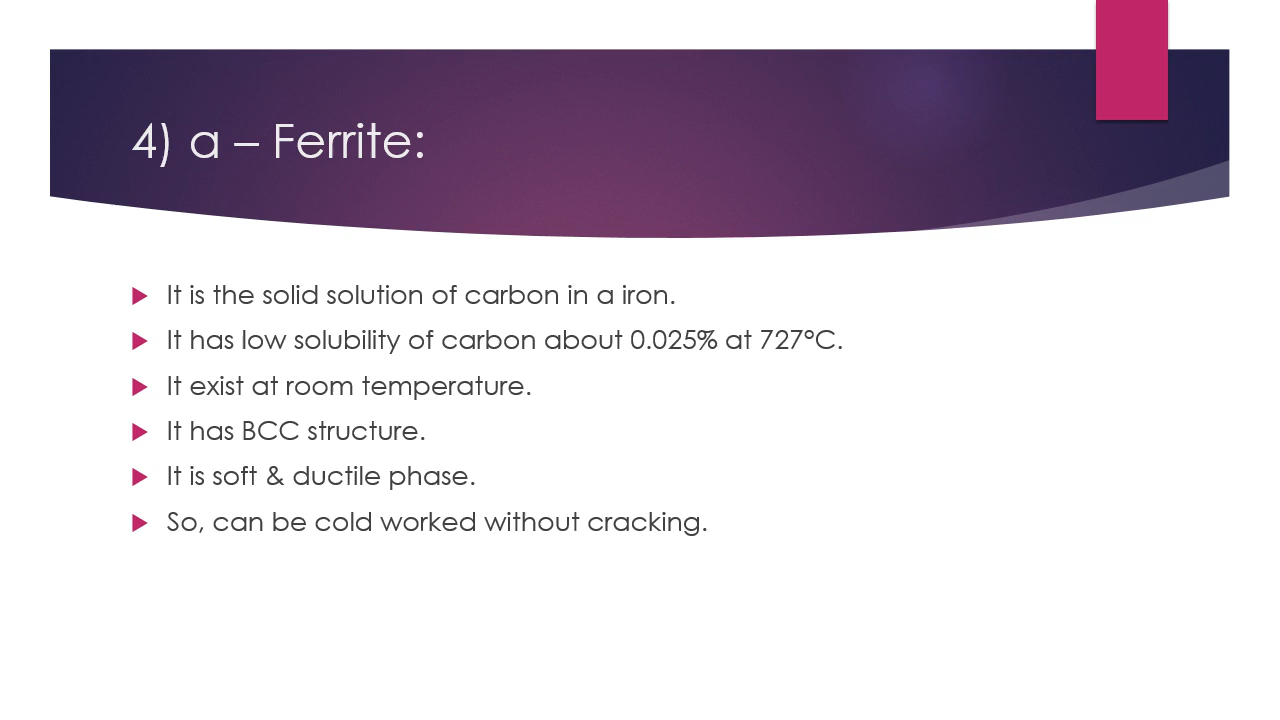 4) a – Ferrite:
It is the solid solution of carbon in a iron.
It has low solubility of carbon about 0.025% at 727°C.
It exist at room temperature.
It has BCC structure.
It is soft & ductile phase.
So, can be cold worked without cracking.